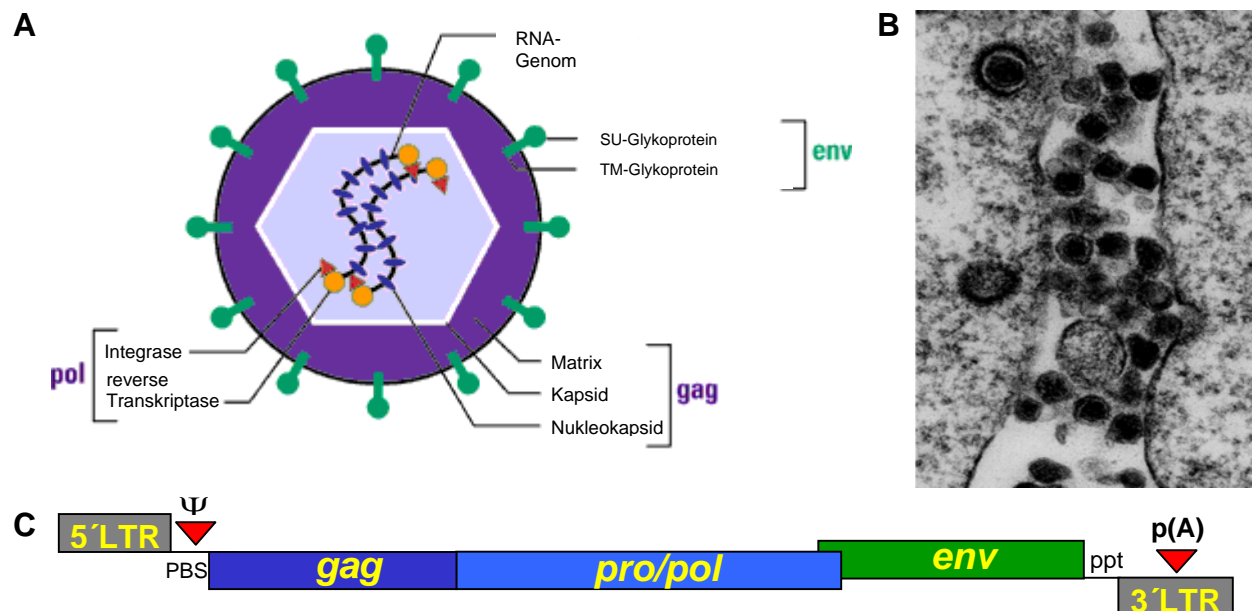 A
B
RNA-
Genom
SU-Glykoprotein
TM-Glykoprotein
env
pol
Integrase
reverse
Transkriptase
Matrix
Kapsid
Nukleokapsid
gag
C
5´LTR
Ψ
PBS
gag
pro/pol
env
ppt
p(A)
3´LTR